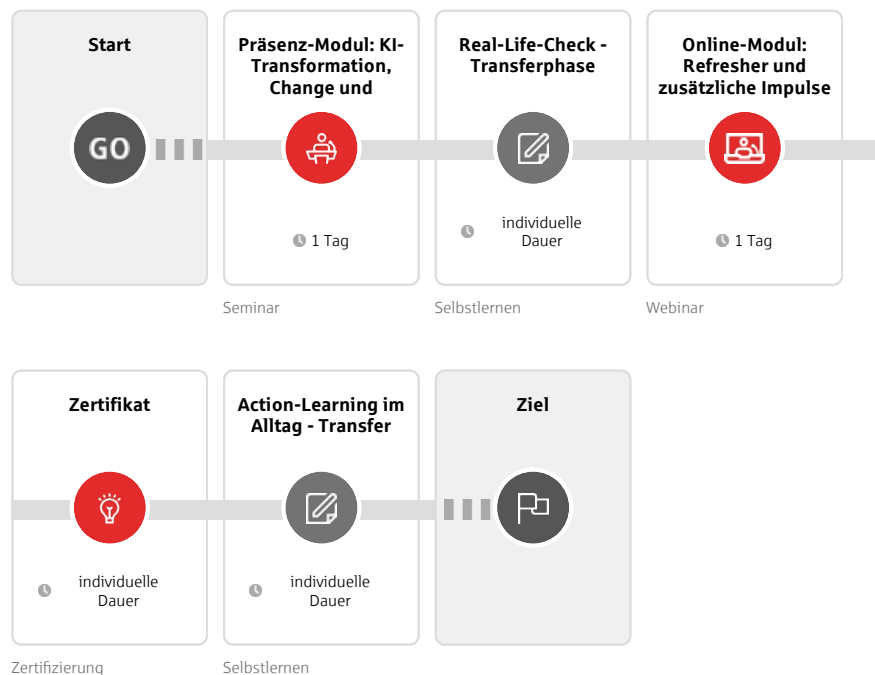 Start
Präsenz-Modul: KI-
Transformation,
Change und
Real-Life-Check -
Transferphase
Online-Modul:
Refresher und
zusätzliche Impulse
GO
1 Tag
individuelle
Dauer
1 Tag
Seminar
Selbstlernen
Webinar
Zertifikat
Action-Learning im
Alltag - Transfer
Ziel
individuelle
Dauer
individuelle
Dauer
Zertifizierung
Selbstlernen